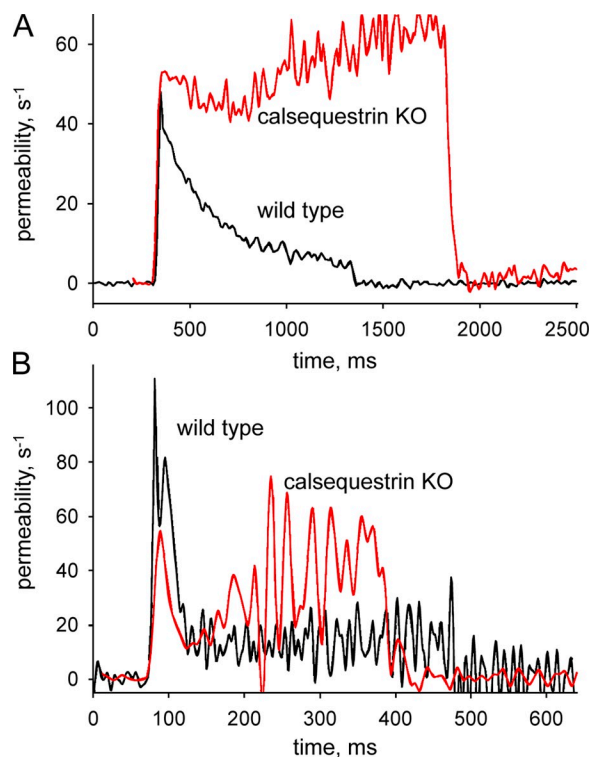 A
permeability, s⁻¹
60
40
20
0
calsequestrin KO
wild type
0 500 1000 1500 2000 2500
time, ms
B
permeability, s⁻¹
100
80
60
40
20
0
wild type
calsequestrin KO
0 100 200 300 400 500 600
time, ms